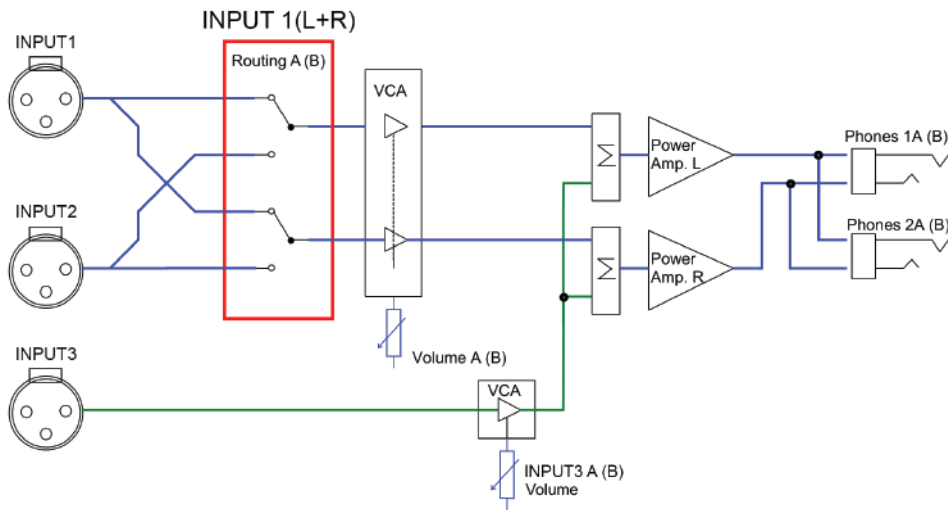 INPUT 1(L+R)
INPUT1
Routing A (B)
VCA
Power
Amp. L
Phones 1A (B)
Σ
INPUT2
Phones 2A (B)
Power
Amp. R
Σ
INPUT3
Volume A (B)
VCA
INPUT3 A (B)
Volume